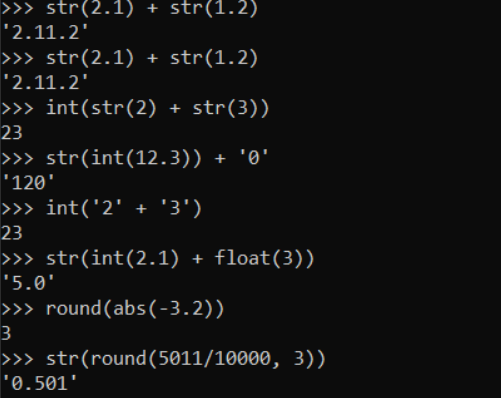 >>> str(2.1) + str(1.2)
'2.11.2'
>>> str(2.1) + str(1.2)
'2.11.2'
>>> int(str(2) + str(3))
23
>>> str(int(12.3)) + '0'
'120'
>>> int('2' + '3')
23
>>> str(int(2.1) + float(3))
'5.0'
>>> round(abs(-3.2))
3
>>> str(round(5011/10000, 3))
'0.501'